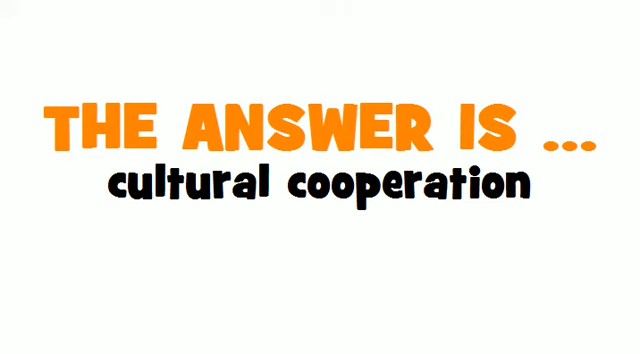 THE ANSWER IS ...
cultural cooperation